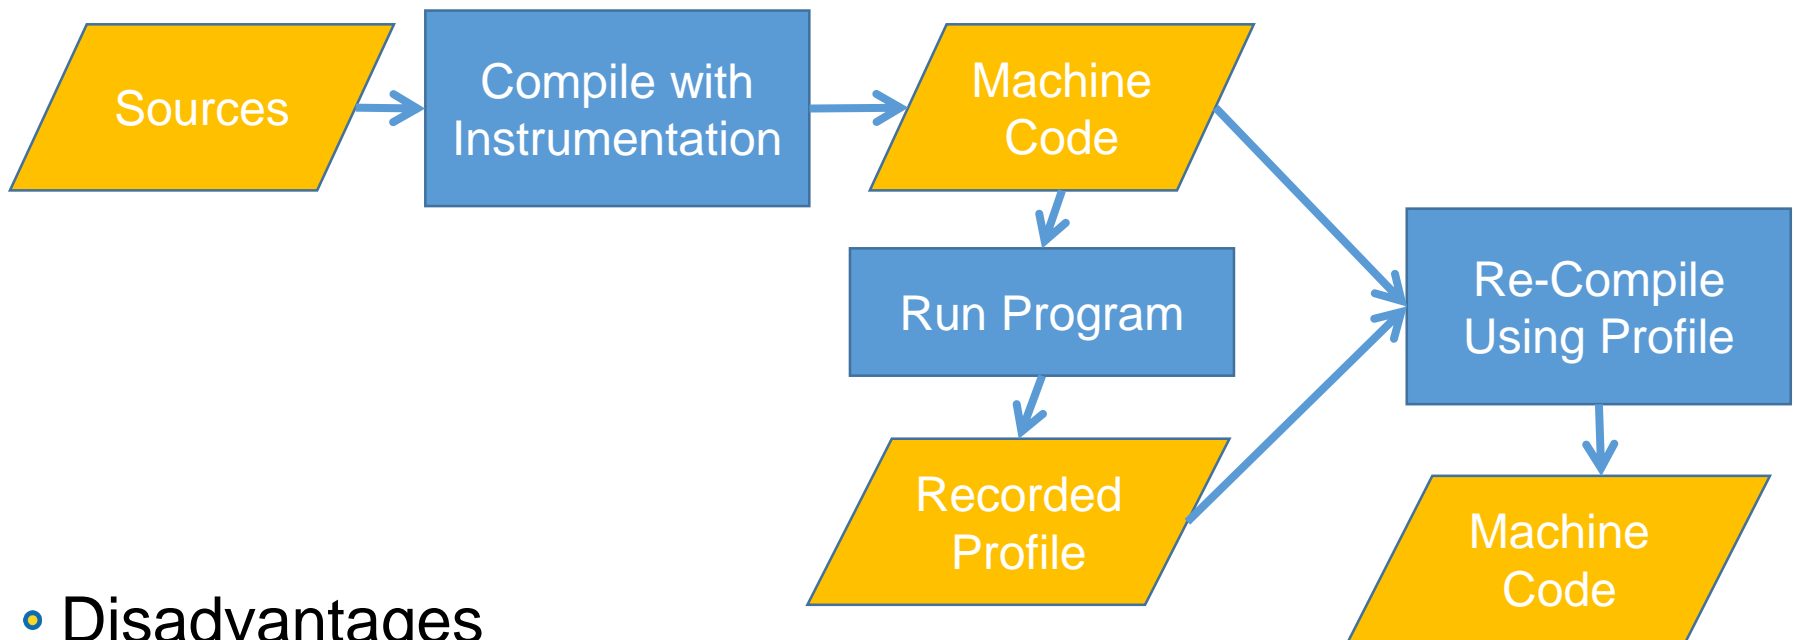 Sources
Compile with
Instrumentation
Machine
Code
Run Program
Re-Compile
Using Profile
Recorded
Profile
Machine
Code
Disadvantages